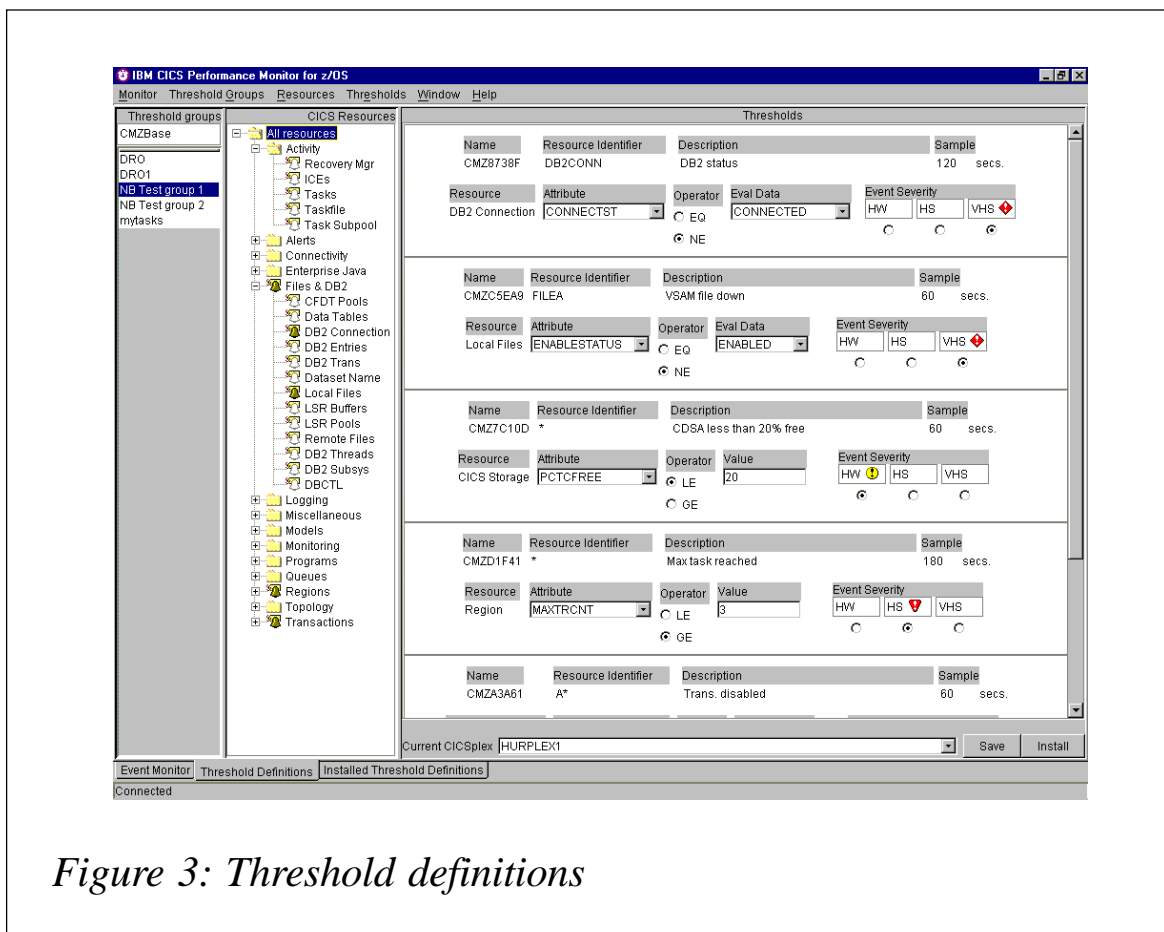 IBM CICS Performance Monitor for z/OS
Monitor Threshold Groups Resources Thresholds Window Help
Threshold groups
CMZBase
DRO
DRO1
NB Test group 1
NB Test group 2
mytasks
CICS Resources
All resources
Activity
Recovery Mgr
ICEs
Tasks
Taskfile
Task Subpool
Alerts
Connectivity
Enterprise Java
Files & DB2
CFDT Pools
Data Tables
DB2 Connection
DB2 Entries
DB2 Trans
Dataset Name
Local Files
LSR Buffers
LSR Pools
Remote Files
DB2 Threads
DB2 Subsys
DBCTL
Logging
Miscellaneous
Models
Monitoring
Programs
Queues
Regions
Topology
Transactions
Thresholds
Name Resource Identifier Description Sample
CMZ8738F DB2CONN DB2 status 120 secs.
Resource Attribute Operator Eval Data Event Severity
DB2 Connection CONNECTST EQ CONNECTED HW HS VHS
NE
Name Resource Identifier Description Sample
CMZC5EA9 FILEA VSAM file down 60 secs.
Resource Attribute Operator Eval Data Event Severity
Local Files ENABLESTATUS EQ ENABLED HW HS VHS
NE
Name Resource Identifier Description Sample
CMZ7C10D * CDSA less than 20% free 60 secs.
Resource Attribute Operator Value Event Severity
CICS Storage PCTCFREE LE 20 HW HS VHS
GE
Name Resource Identifier Description Sample
CMZD1F41 * Max task reached 180 secs.
Resource Attribute Operator Value Event Severity
Region MAXTRCNT LE 3 HW HS VHS
GE
Name Resource Identifier Description Sample
CMZA3A61 A* Trans. disabled 60 secs.
Current CICSplex HURPLEX1 Save Install
Event Monitor Threshold Definitions Installed Threshold Definitions
Connected
Figure 3: Threshold definitions